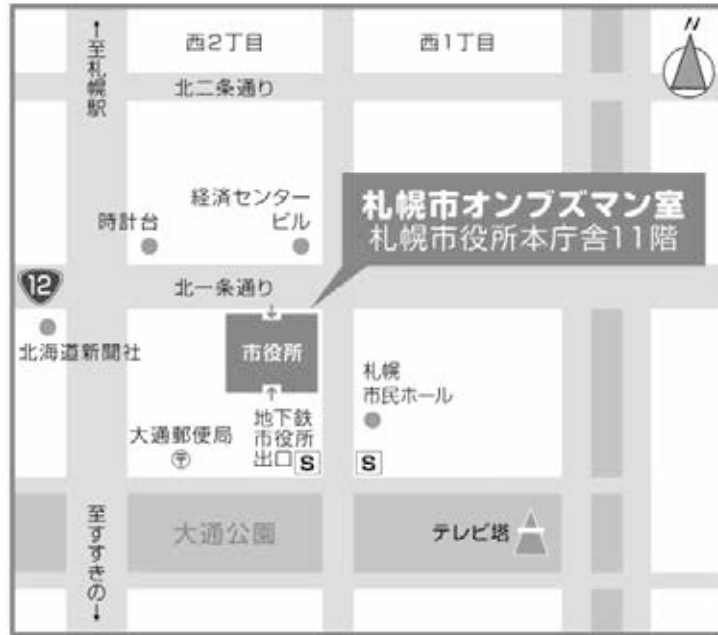 N
西2丁目
西1丁目
↑至札幌駅
北二条通り
経済センター
ビル
時計台
札幌市オンブズマン室
札幌市役所本庁舎11階
12
北一条通り
北海道新聞社
市役所
札幌
市民ホール
大通郵便局
〒
地下鉄
市役所
出口
S
S
至すすきの↓
大通公園
テレビ塔